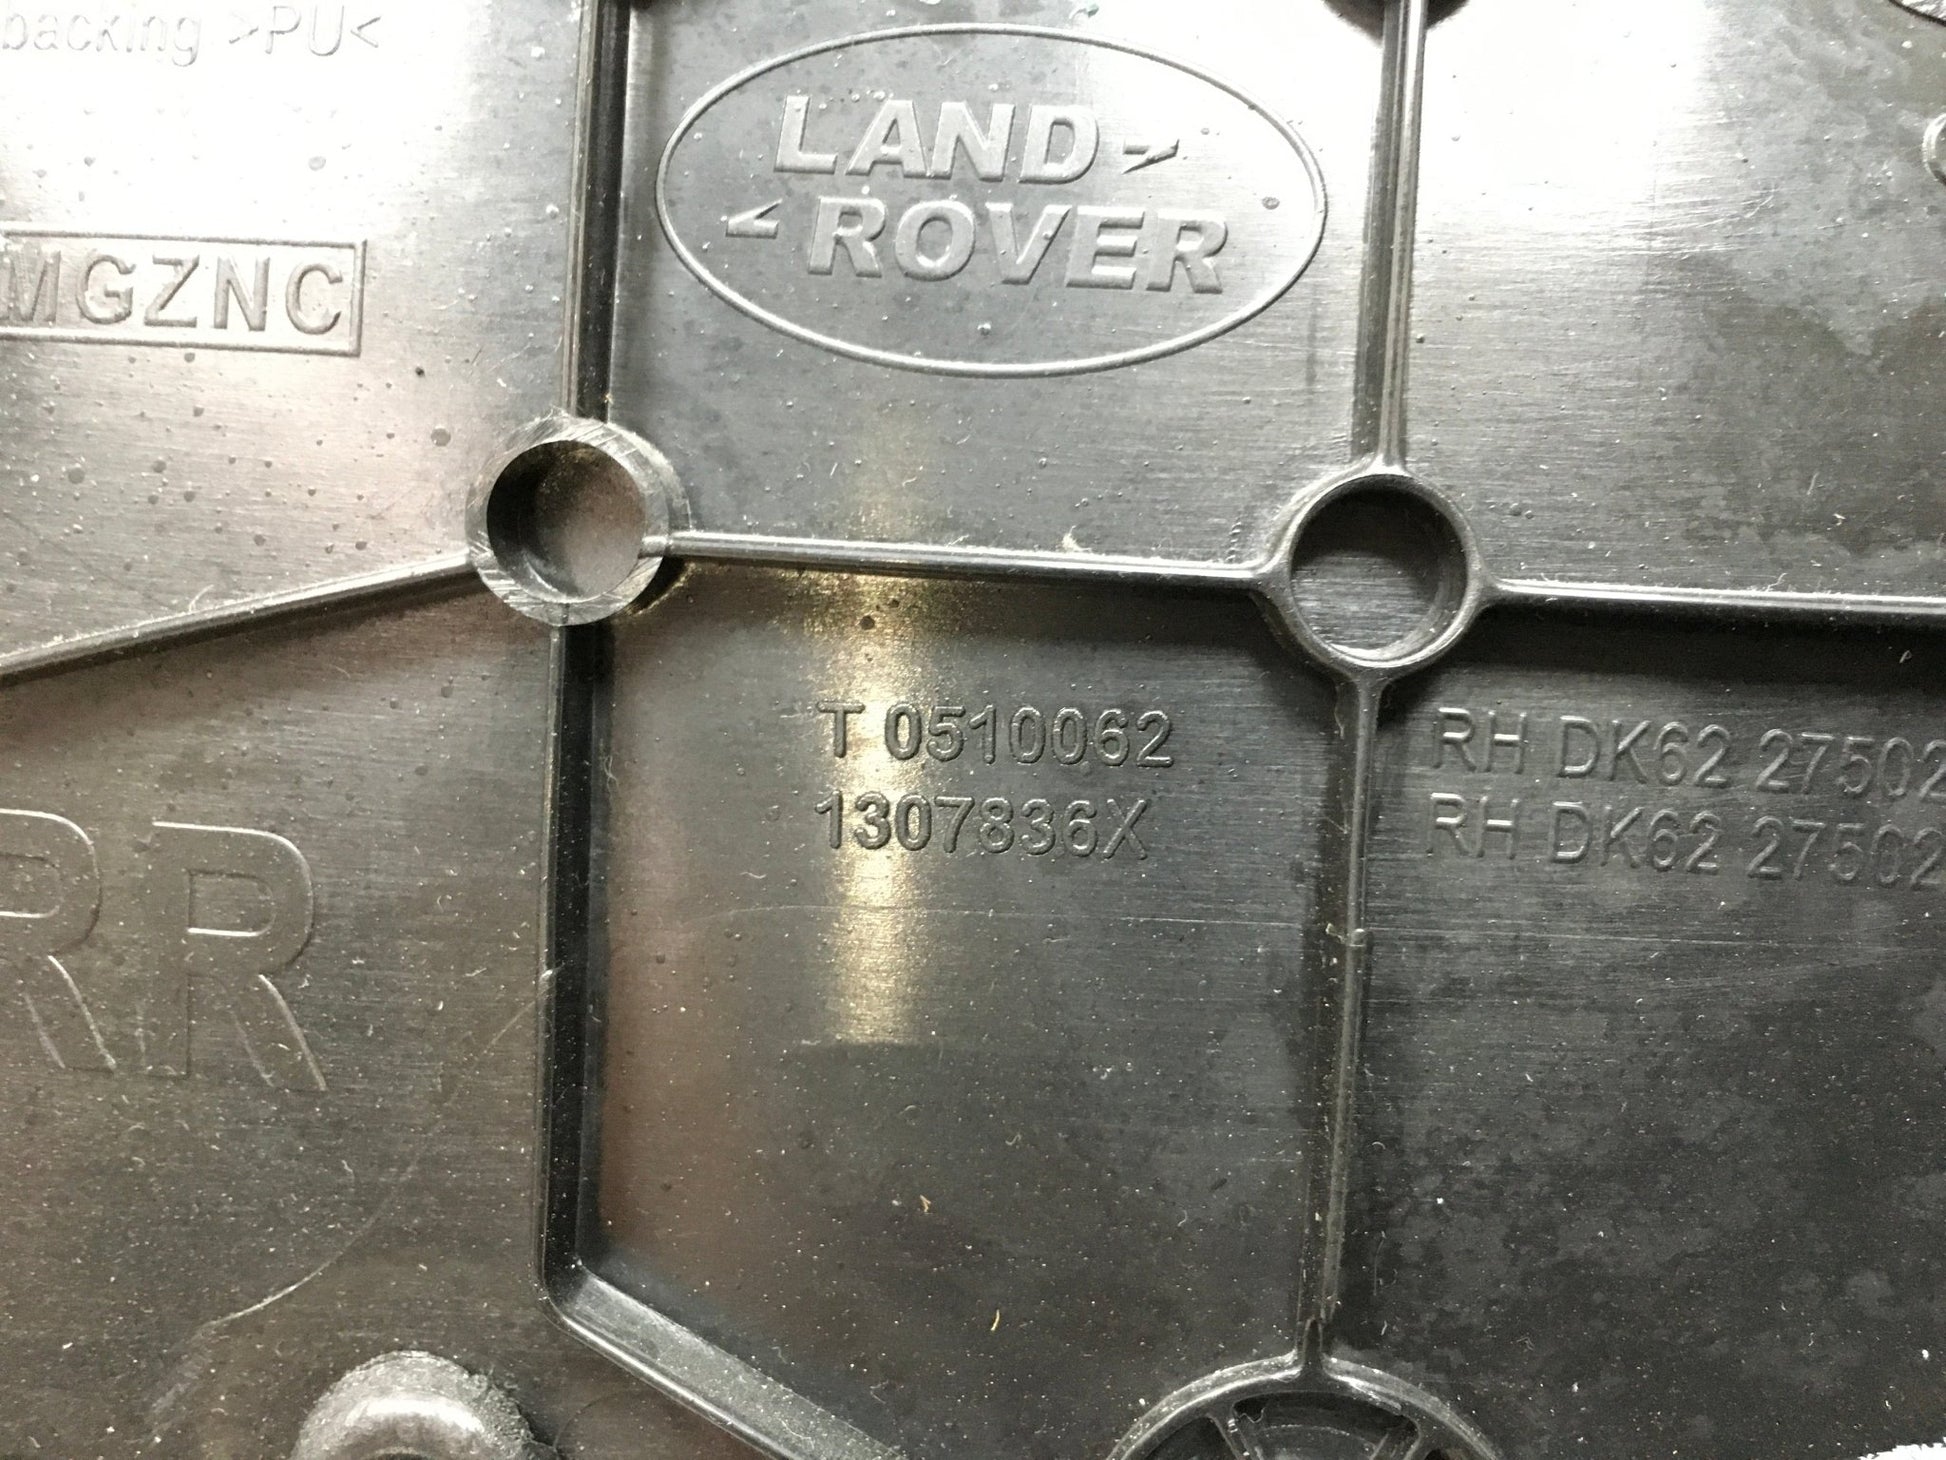 backing >PU<
LAND
ROVER
MGZNC
T 0510062
1307836X
RH DK62 27502
RH DK62 27502
RR